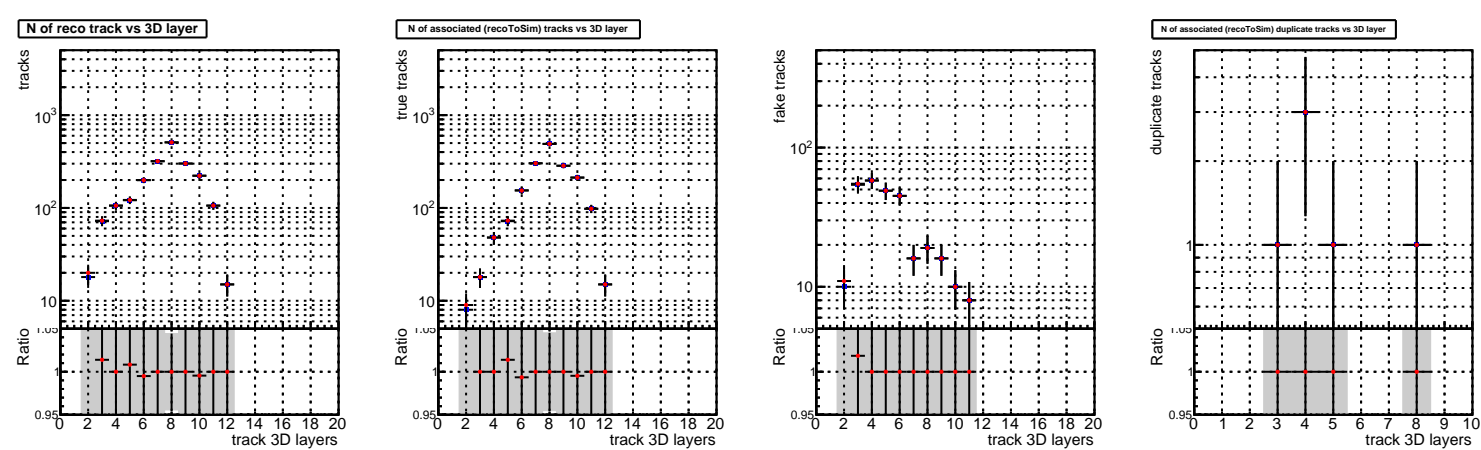 N of reco track vs 3D layer
tracks
10³
10²
10
Ratio
1.05
1
0.95
0 2 4 6 8 10 12 14 16 18 20
track 3D layers
N of associated (recoToSim) tracks vs 3D layer
true tracks
10³
10²
10
Ratio
1.05
1
0.95
0 2 4 6 8 10 12 14 16 18 20
track 3D layers
fake tracks
10²
10
Ratio
1.05
1
0.95
0 2 4 6 8 10 12 14 16 18 20
track 3D layers
N of associated (recoToSim) duplicate tracks vs 3D layer
duplicate tracks
1
Ratio
1.05
1
0.95
0 1 2 3 4 5 6 7 8 9 10
track 3D layers